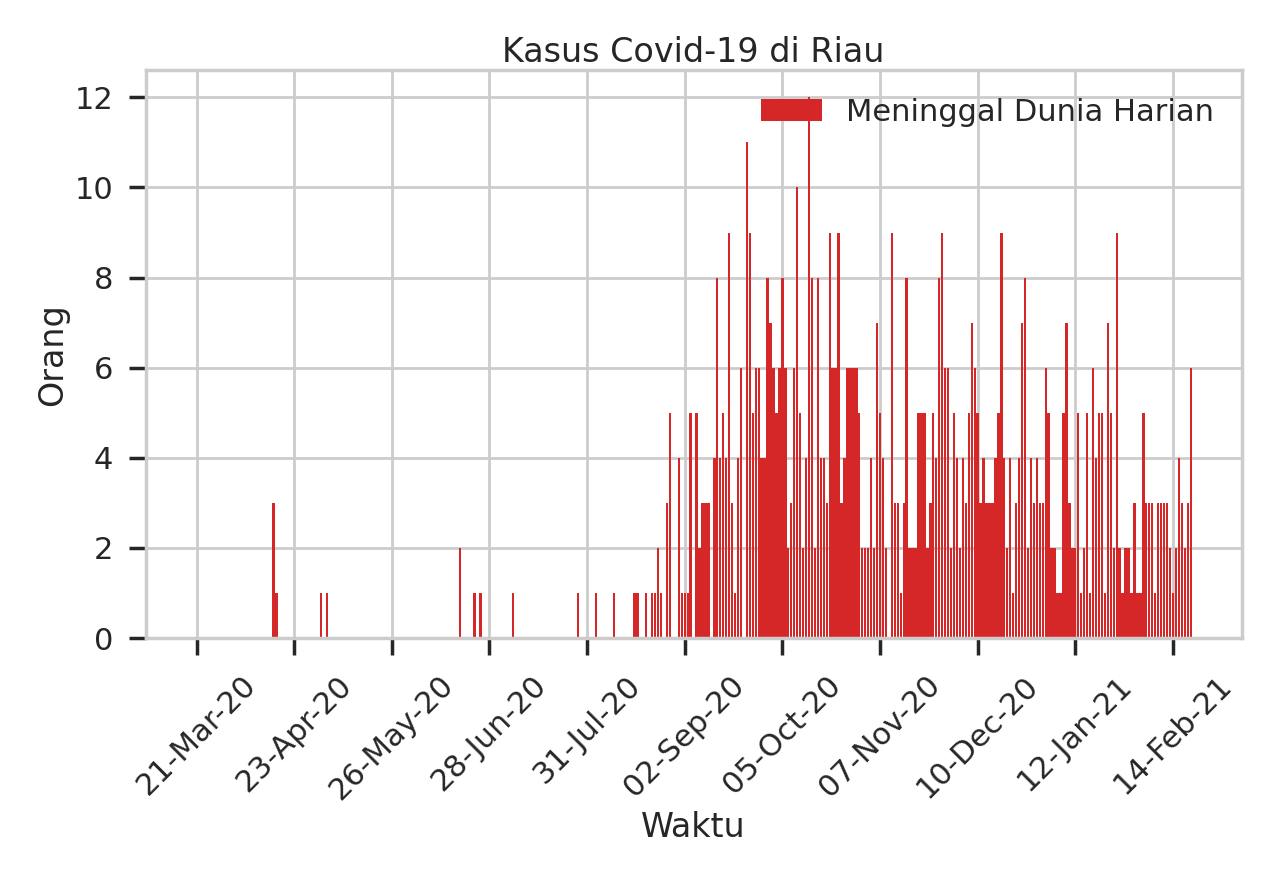 Kasus Covid-19 di Riau
Meninggal Dunia Harian
Orang
12
10
8
6
4
2
0
21-Mar-20
23-Apr-20
26-May-20
28-Jun-20
31-Jul-20
02-Sep-20
05-Oct-20
07-Nov-20
10-Dec-20
12-Jan-21
14-Feb-21
Waktu